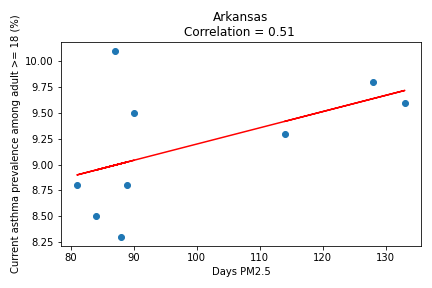 Arkansas
Correlation = 0.51
Current asthma prevalence among adult >= 18 (%)
10.00
9.75
9.50
9.25
9.00
8.75
8.50
8.25
80 90 100 110 120 130
Days PM2.5